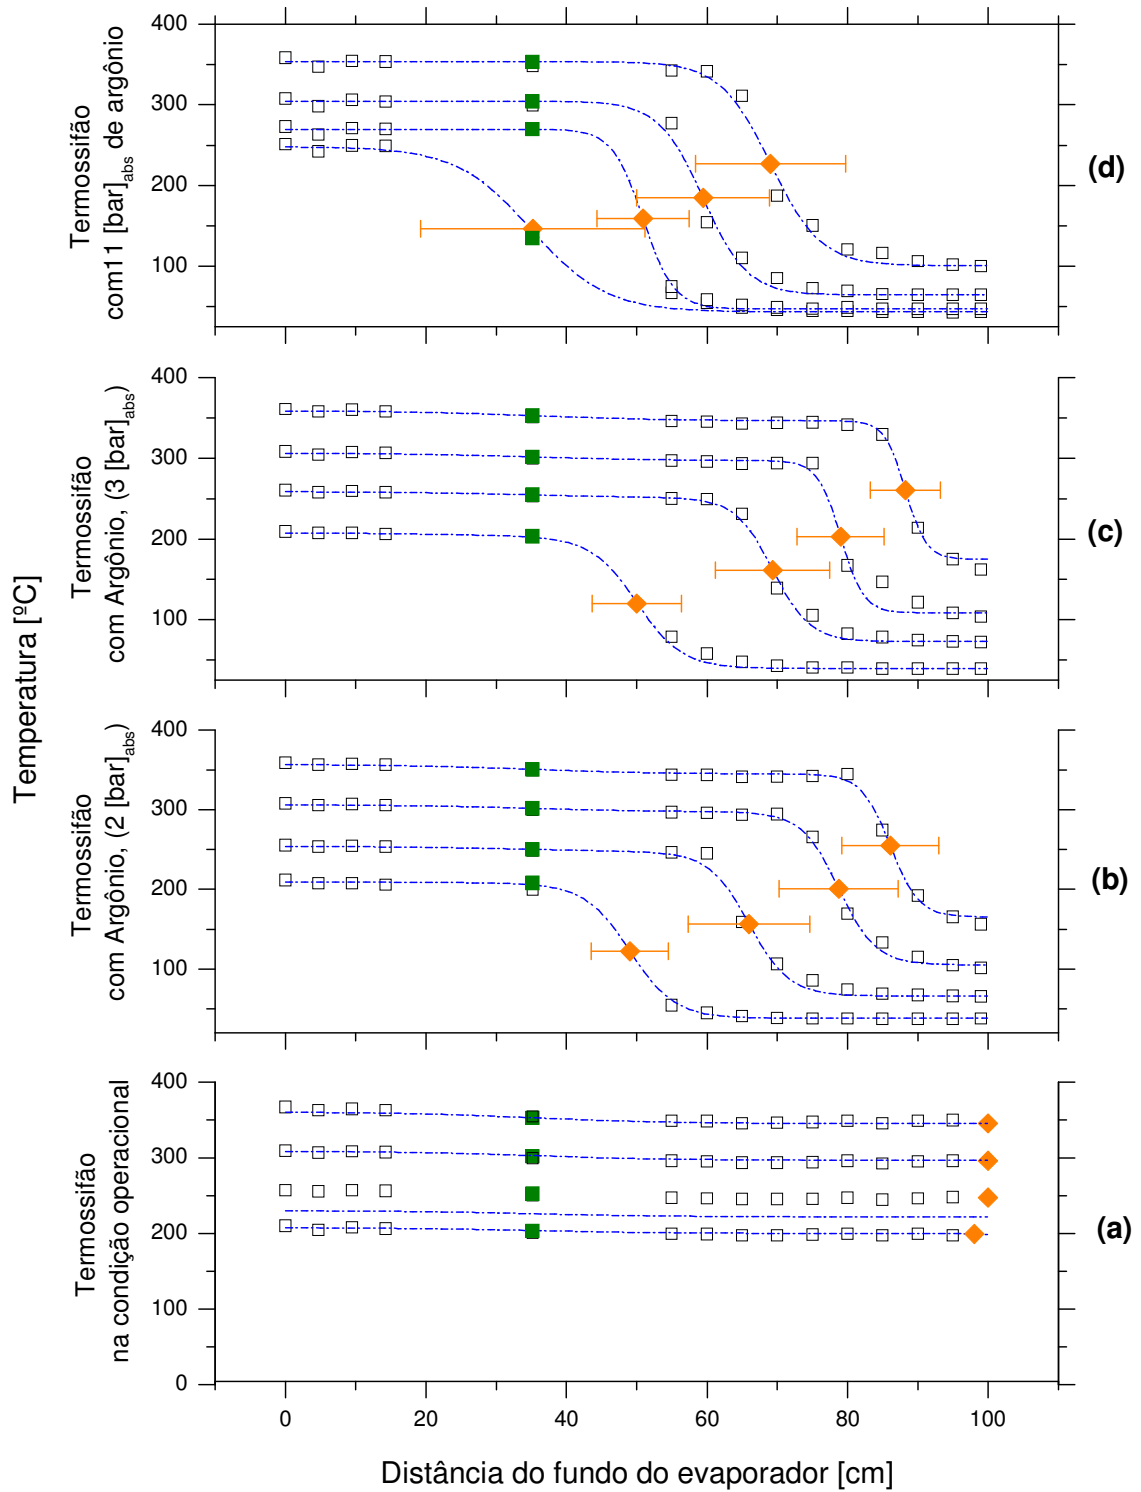 Temperatura [ºC]
Termossifão
com11 [bar]abs de argônio
400
300
200
100
(d)
Termossifão
com Argônio, (3 [bar]abs)
400
300
200
100
(c)
Termossifão
com Argônio, (2 [bar]abs)
400
300
200
100
(b)
Termossifão
na condição operacional
400
300
200
100
0
(a)
0 20 40 60 80 100
Distância do fundo do evaporador [cm]